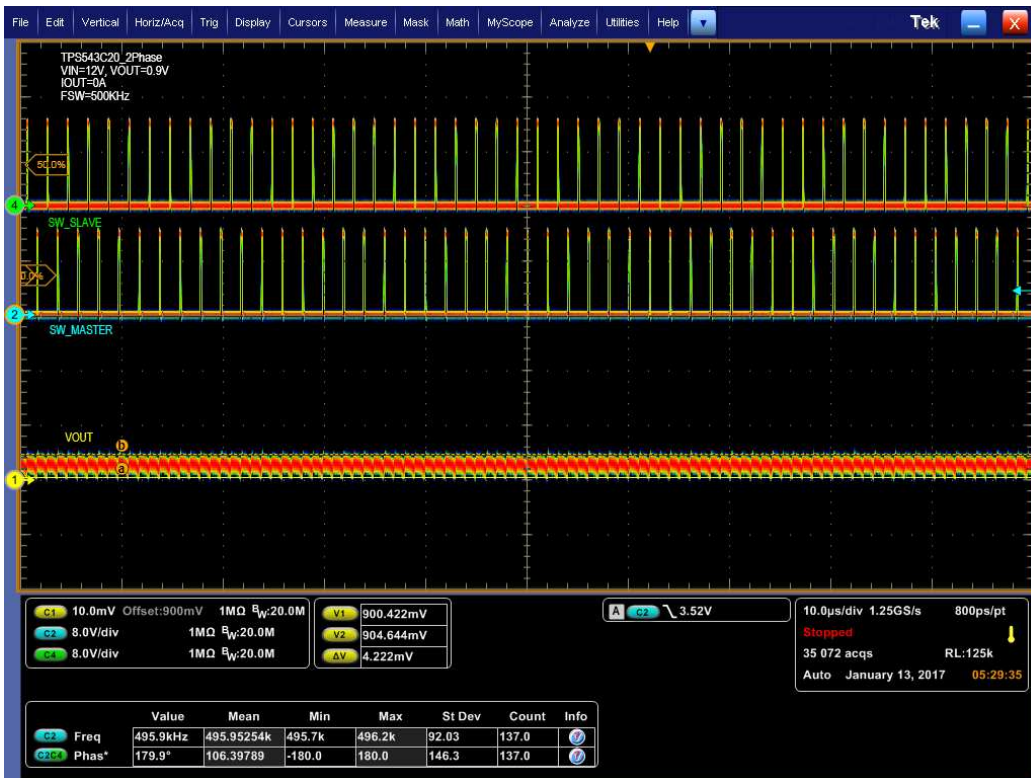 File Edit Vertical Horiz/Acq Trig Display Cursors Measure Mask Math MyScope Analyze Utilities Help Tek X
TPS543C20_2Phase
VIN=12V, VOUT=0.9V
IOUT=0A
FSW=500KHz
50.0%
4
SW_SLAVE
0.0%
2
SW_MASTER
VOUT
b
a
1
C1 10.0mV Offset:900mV 1MΩ BW:20.0M
C2 8.0V/div 1MΩ BW:20.0M
C4 8.0V/div 1MΩ BW:20.0M
V1 900.422mV
V2 904.644mV
ΔV 4.222mV
A C2 3.52V
10.0µs/div 1.25GS/s 800ps/pt
Stopped
35 072 acqs RL:125k
Auto January 13, 2017 05:29:35
Value Mean Min Max St Dev Count Info
C2 Freq 495.9kHz 495.95254k 495.7k 496.2k 92.03 137.0
C2C4 Phas* 179.9° 106.39789 -180.0 180.0 146.3 137.0